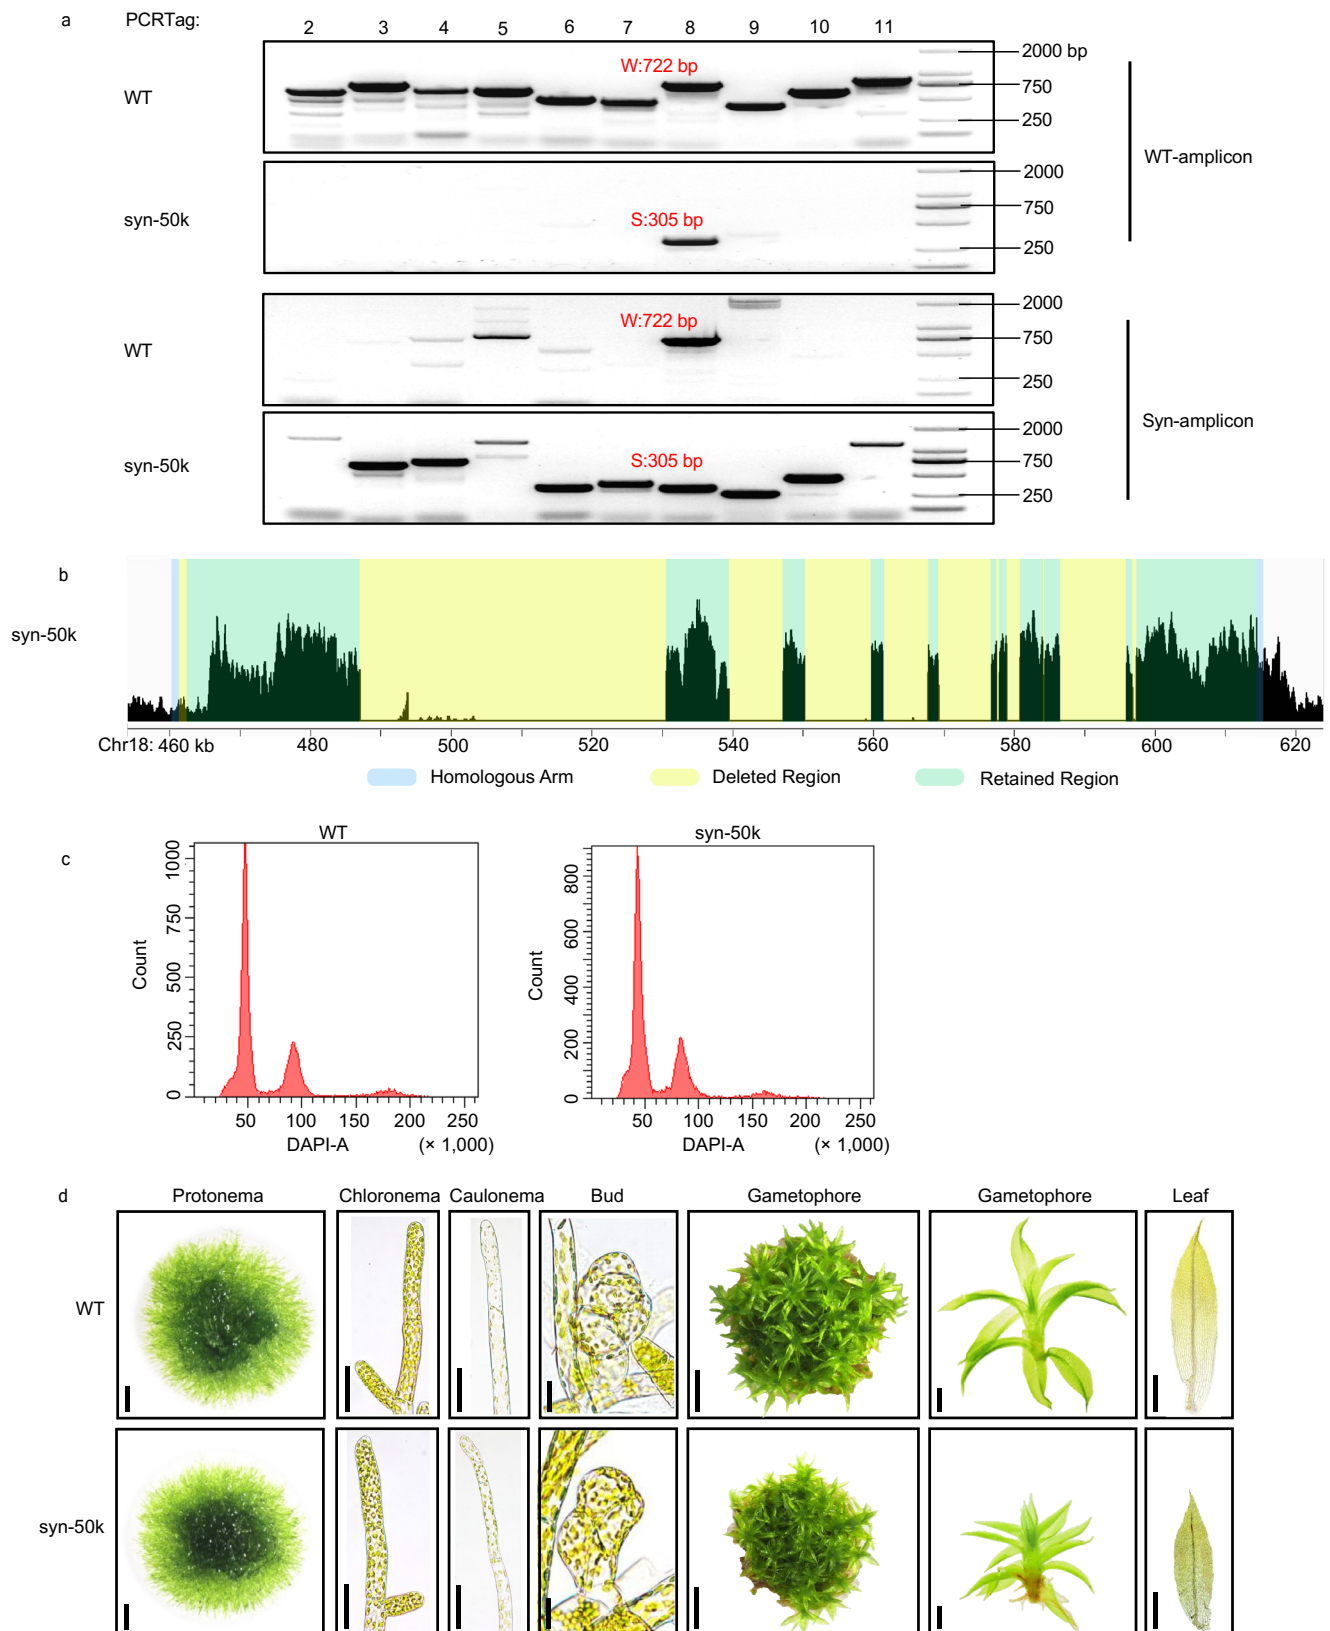 a PCRTag: 2 3 4 5 6 7 8 9 10 11
W:722 bp
2000 bp
750
250
WT
S:305 bp
2000
750
250
syn-50k
WT-amplicon
W:722 bp
2000
750
250
WT
S:305 bp
2000
750
250
syn-50k
Syn-amplicon
b
syn-50k
Chr18: 460 kb 480 500 520 540 560 580 600 620
Homologous Arm Deleted Region Retained Region
c
WT
Count
1000
750
500
250
0
50 100 150 200 250
DAPI-A (× 1,000)
syn-50k
Count
800
600
400
200
0
50 100 150 200 250
DAPI-A (× 1,000)
d
Protonema Chloronema Caulonema Bud Gametophore Gametophore Leaf
WT
syn-50k